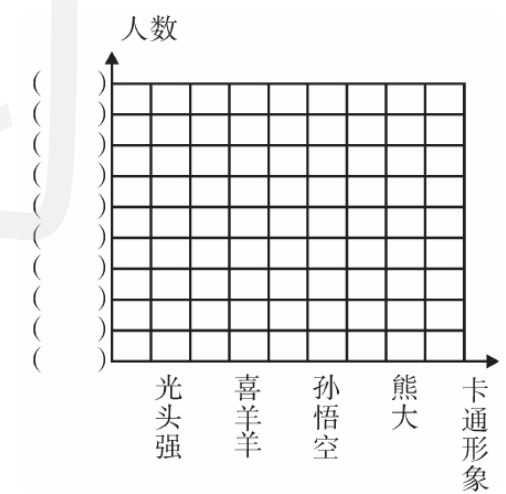 人数
(    )
(    )
(    )
(    )
(    )
(    )
(    )
(    )
(    )
(    )
光头强
喜羊羊
孙悟空
熊大
卡通形象